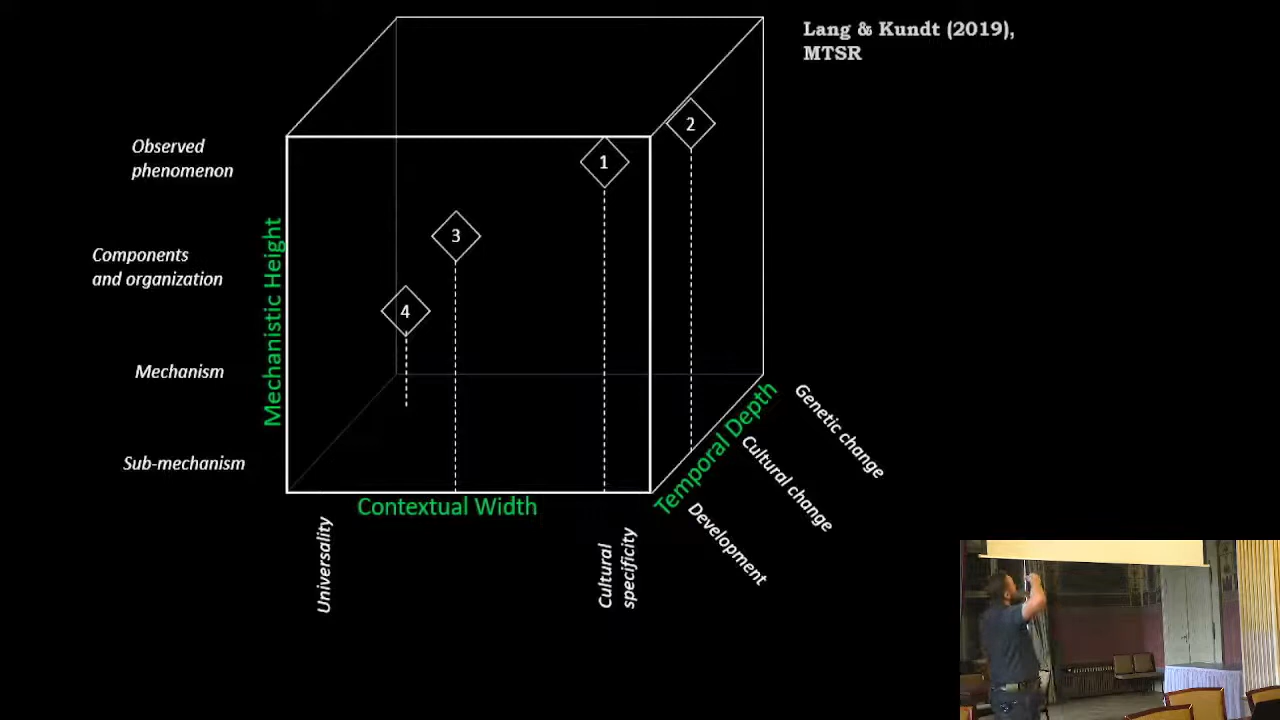 Lang & Kundt (2019),
MTSR
Observed
phenomenon
Components
and organization
Mechanism
Sub-mechanism
Mechanistic Height
1
2
3
4
Contextual Width
Universality
Cultural
specificity
Temporal Depth
Development
Cultural change
Genetic change